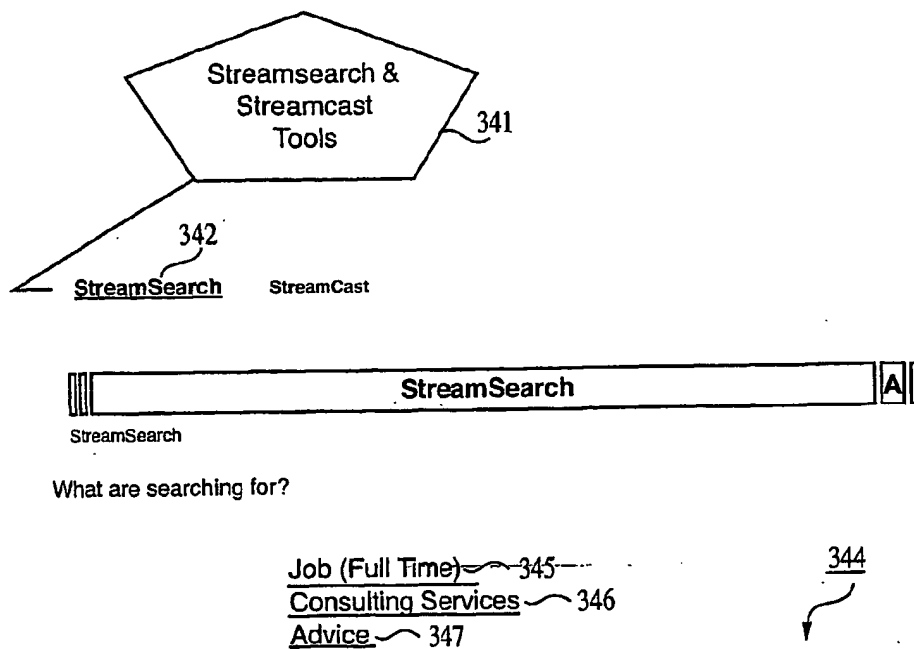 Streamsearch &
Streamcast
Tools
341
342
StreamSearch StreamCast
StreamSearch A
StreamSearch
What are searching for?
Job (Full Time) 345 344
Consulting Services 346
Advice 347